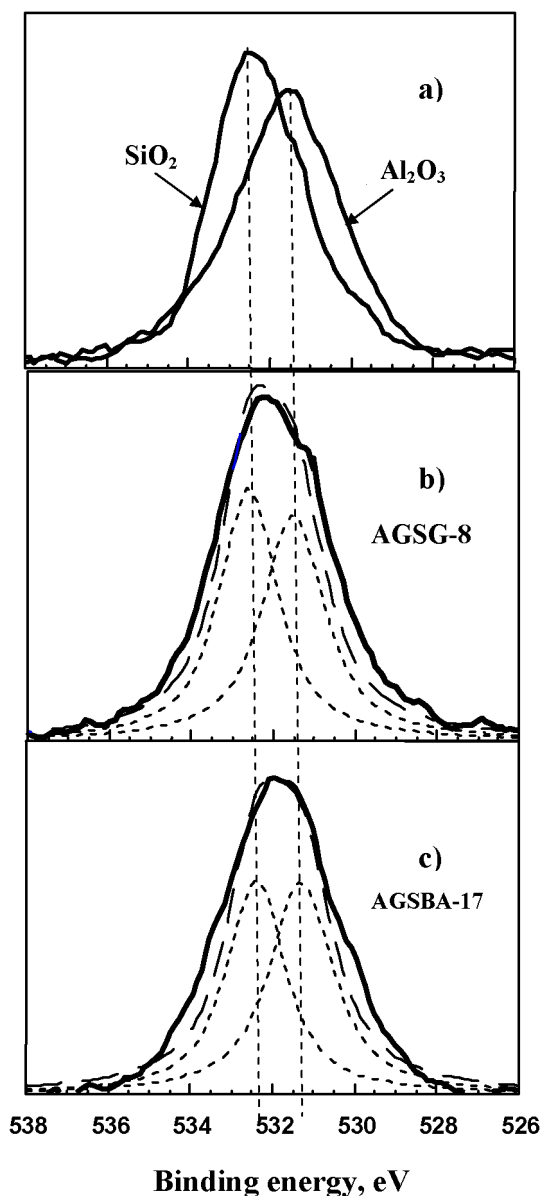 a)
SiO₂
Al₂O₃
b)
AGSG-8
c)
AGSBA-17
538 536 534 532 530 528 526
Binding energy, eV